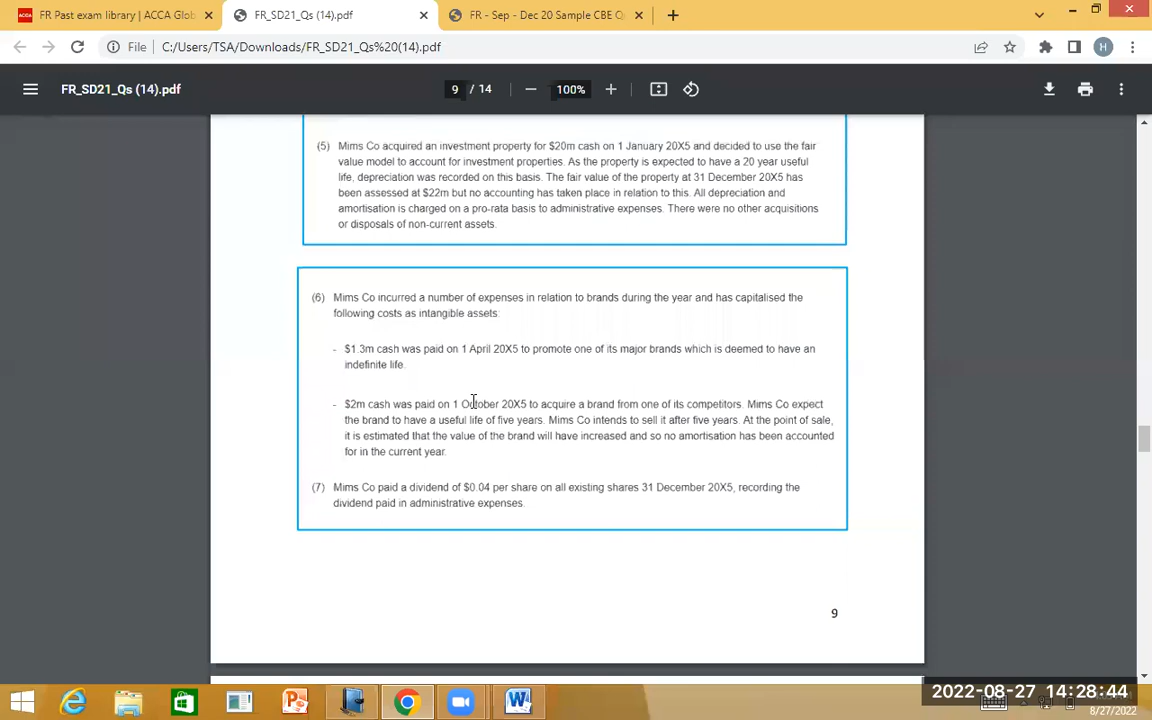 FR Past exam library | ACCA Glob
FR_SD21_Qs (14).pdf
FR - Sep - Dec 20 Sample CBE Q
File
C:/Users/TSA/Downloads/FR_SD21_Qs%20(14).pdf
H
FR_SD21_Qs (14).pdf
9 / 14
100%
(5) Mims Co acquired an investment property for $20m cash on 1 January 20X5 and decided to use the fair
value model to account for investment properties. As the property is expected to have a 20 year useful
life, depreciation was recorded on this basis. The fair value of the property at 31 December 20X5 has
been assessed at $22m but no accounting has taken place in relation to this. All depreciation and
amortisation is charged on a pro-rata basis to administrative expenses. There were no other acquisitions
or disposals of non-current assets.
(6) Mims Co incurred a number of expenses in relation to brands during the year and has capitalised the
following costs as intangible assets:
- $1.3m cash was paid on 1 April 20X5 to promote one of its major brands which is deemed to have an
indefinite life.
- $2m cash was paid on 1 October 20X5 to acquire a brand from one of its competitors. Mims Co expect
the brand to have a useful life of five years. Mims Co intends to sell it after five years. At the point of sale,
it is estimated that the value of the brand will have increased and so no amortisation has been accounted
for in the current year.
(7) Mims Co paid a dividend of $0.04 per share on all existing shares 31 December 20X5, recording the
dividend paid in administrative expenses.
9
2022-08-27 14:28:44
8/27/2022